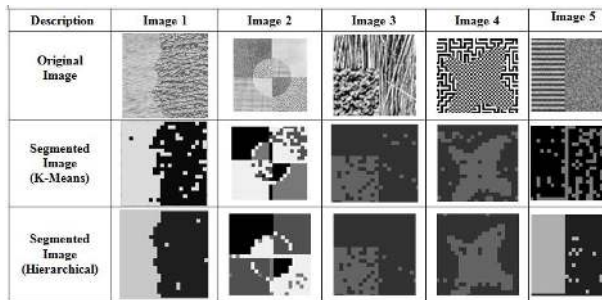 Description Image 1 Image 2 Image 3 Image 4 Image 5
Original
Image
Segmented
Image
(K-Means)
Segmented
Image
(Hierarchical)